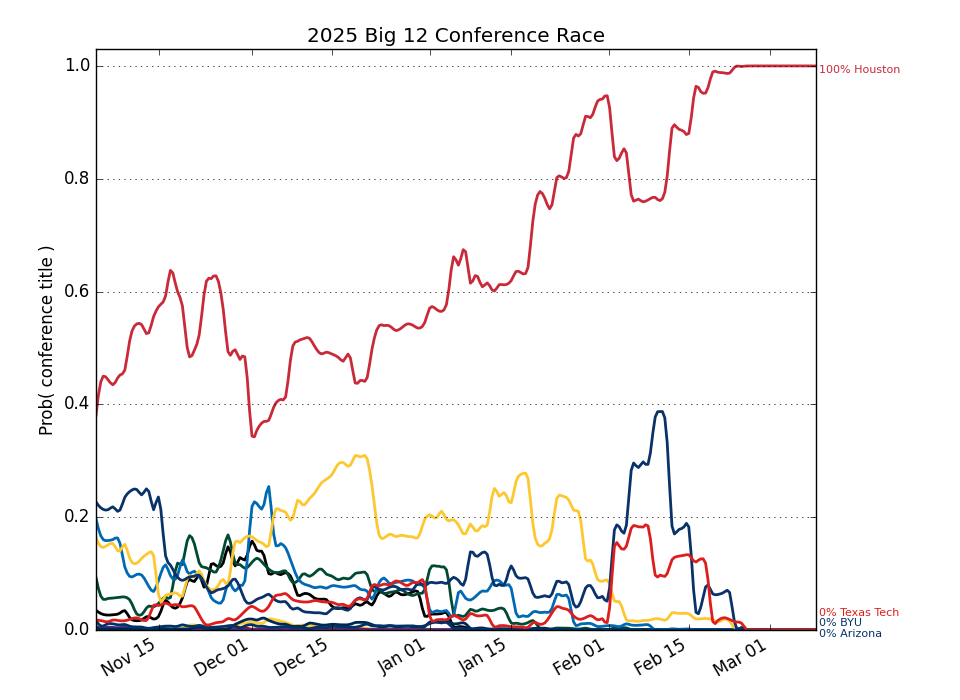 2025 Big 12 Conference Race
Prob( conference title )
1.0
0.8
0.6
0.4
0.2
0.0
Nov 15
Dec 01
Dec 15
Jan 01
Jan 15
Feb 01
Feb 15
Mar 01
100% Houston
0% Texas Tech
0% BYU
0% Arizona